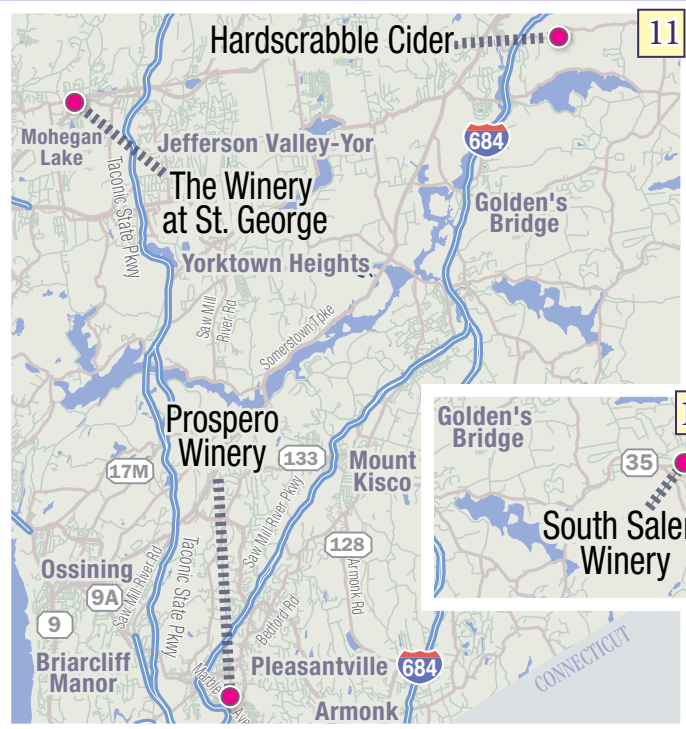 Hardscrabble Cider
11
684
Mohegan
Lake
Jefferson Valley-Yor
Taconic State Pkwy
The Winery
at St. George
Golden's
Bridge
Yorktown Heights
Saw Mill
River Rd
Somerstown Tpke
Prospero
Winery
133
17M
Mount
Kisco
Golden's
Bridge
35
Saw Mill River Pkwy
South Salem
Winery
128
Armonk Rd
Ossining
9A
Saw Mill River Rd
Taconic State Pkwy
9
Bedford Rd
Briarcliff
Manor
Pleasantville
684
CONNECTICUT
Marble Ave
Armonk